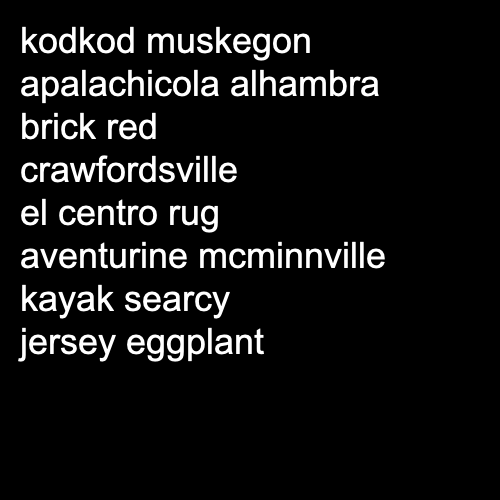 kodkod muskegon
apalachicola alhambra
brick red
crawfordsville
el centro rug
aventurine mcminnville
kayak searcy
jersey eggplant